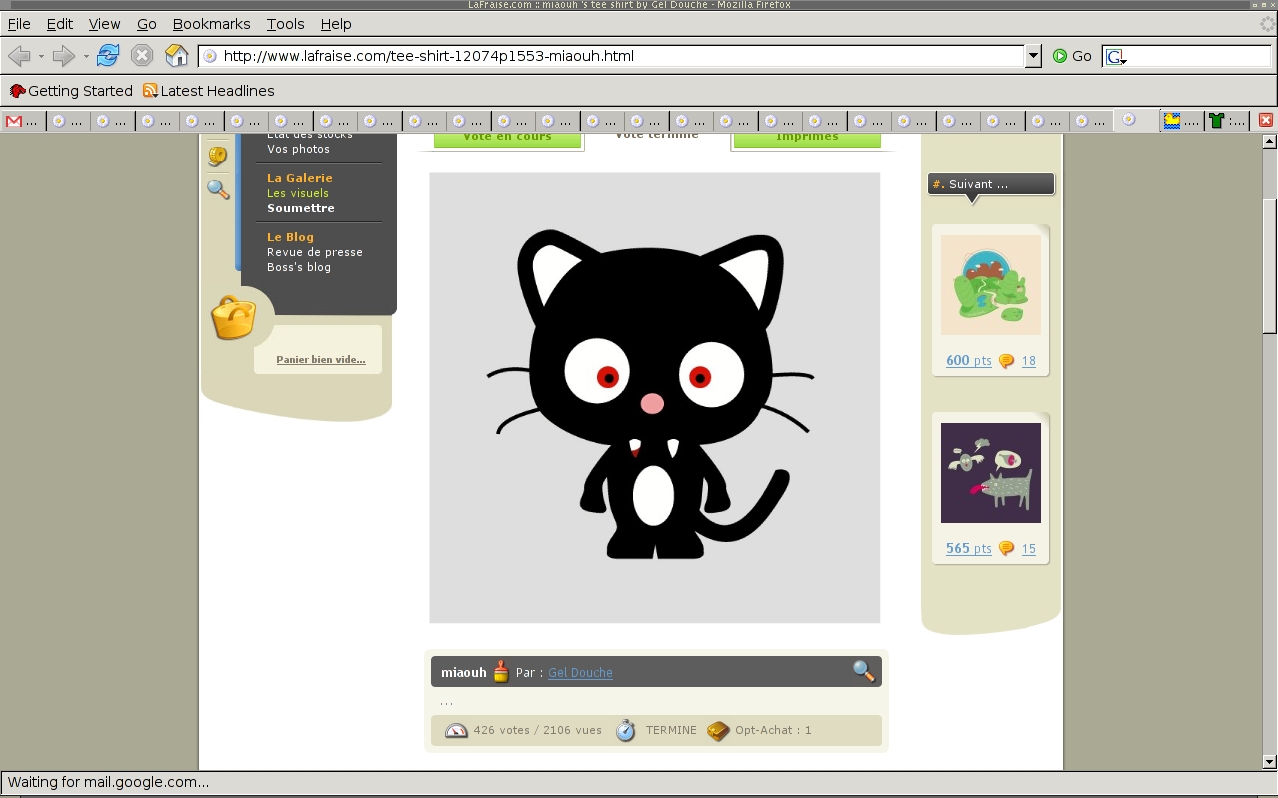 LaFraise.com :: miaouh 's tee shirt by Gel Douche - Mozilla Firefox
File Edit View Go Bookmarks Tools Help
http://www.lafraise.com/tee-shirt-12074p1553-miaouh.html Go G
Getting Started Latest Headlines
M ... ... ... ... ... ... ... ... ... ... ... ... ... ... ... ... ... ... ... ... ... ... ... ... ... .... :...
Etat des stocks
Vos photos
La Galerie
Les visuels
Soumettre
Le Blog
Revue de presse
Boss's blog
Panier bien vide...
Vote en cours Vote terminé Imprimés
#. Suivant ...
600 pts 18
565 pts 15
miaouh Par : Gel Douche
...
426 votes / 2106 vues TERMINE Opt-Achat : 1
Waiting for mail.google.com...